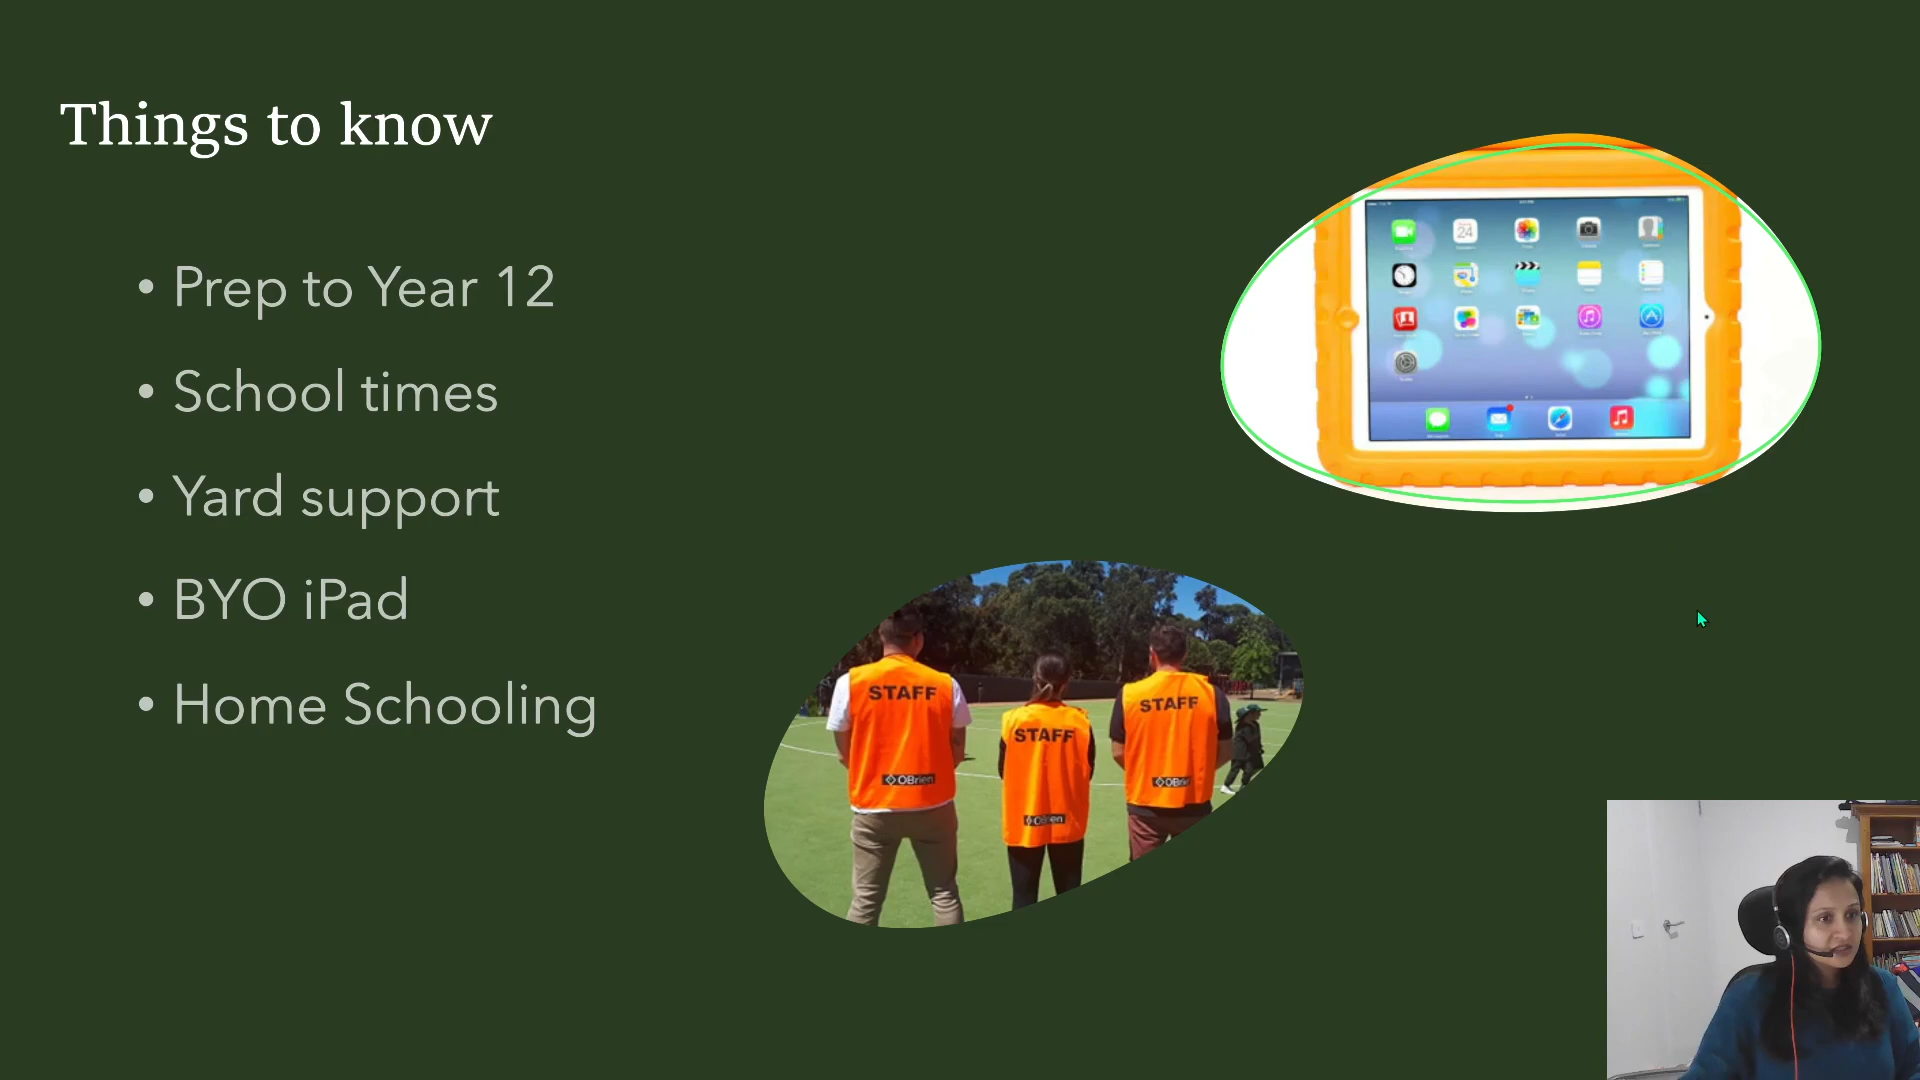 Things to know
• Prep to Year 12
• School times
• Yard support
• BYO iPad
• Home Schooling
24
STAFF
STAFF
STAFF
OBrien
OBrien